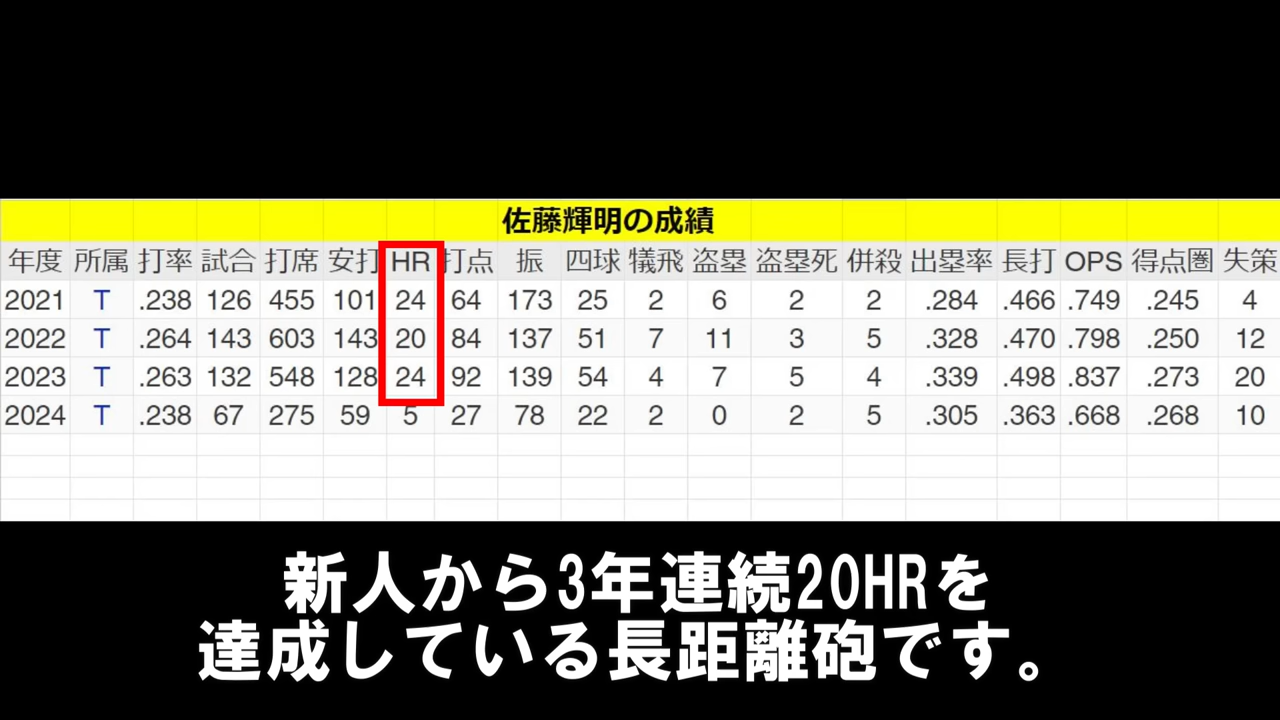 佐藤輝明の成績
年度 所属 打率 試合 打席 安打 HR 打点 振 四球 犠飛 盗塁 盗塁死 併殺 出塁率 長打 OPS 得点圏 失策
2021 T .238 126 455 101 24 64 173 25 2 6 2 2 .284 .466 .749 .245 4
2022 T .264 143 603 143 20 84 137 51 7 11 3 5 .328 .470 .798 .250 12
2023 T .263 132 548 128 24 92 139 54 4 7 5 4 .339 .498 .837 .273 20
2024 T .238 67 275 59 5 27 78 22 2 0 2 5 .305 .363 .668 .268 10
新人から3年連続20HRを
達成している長距離砲です。